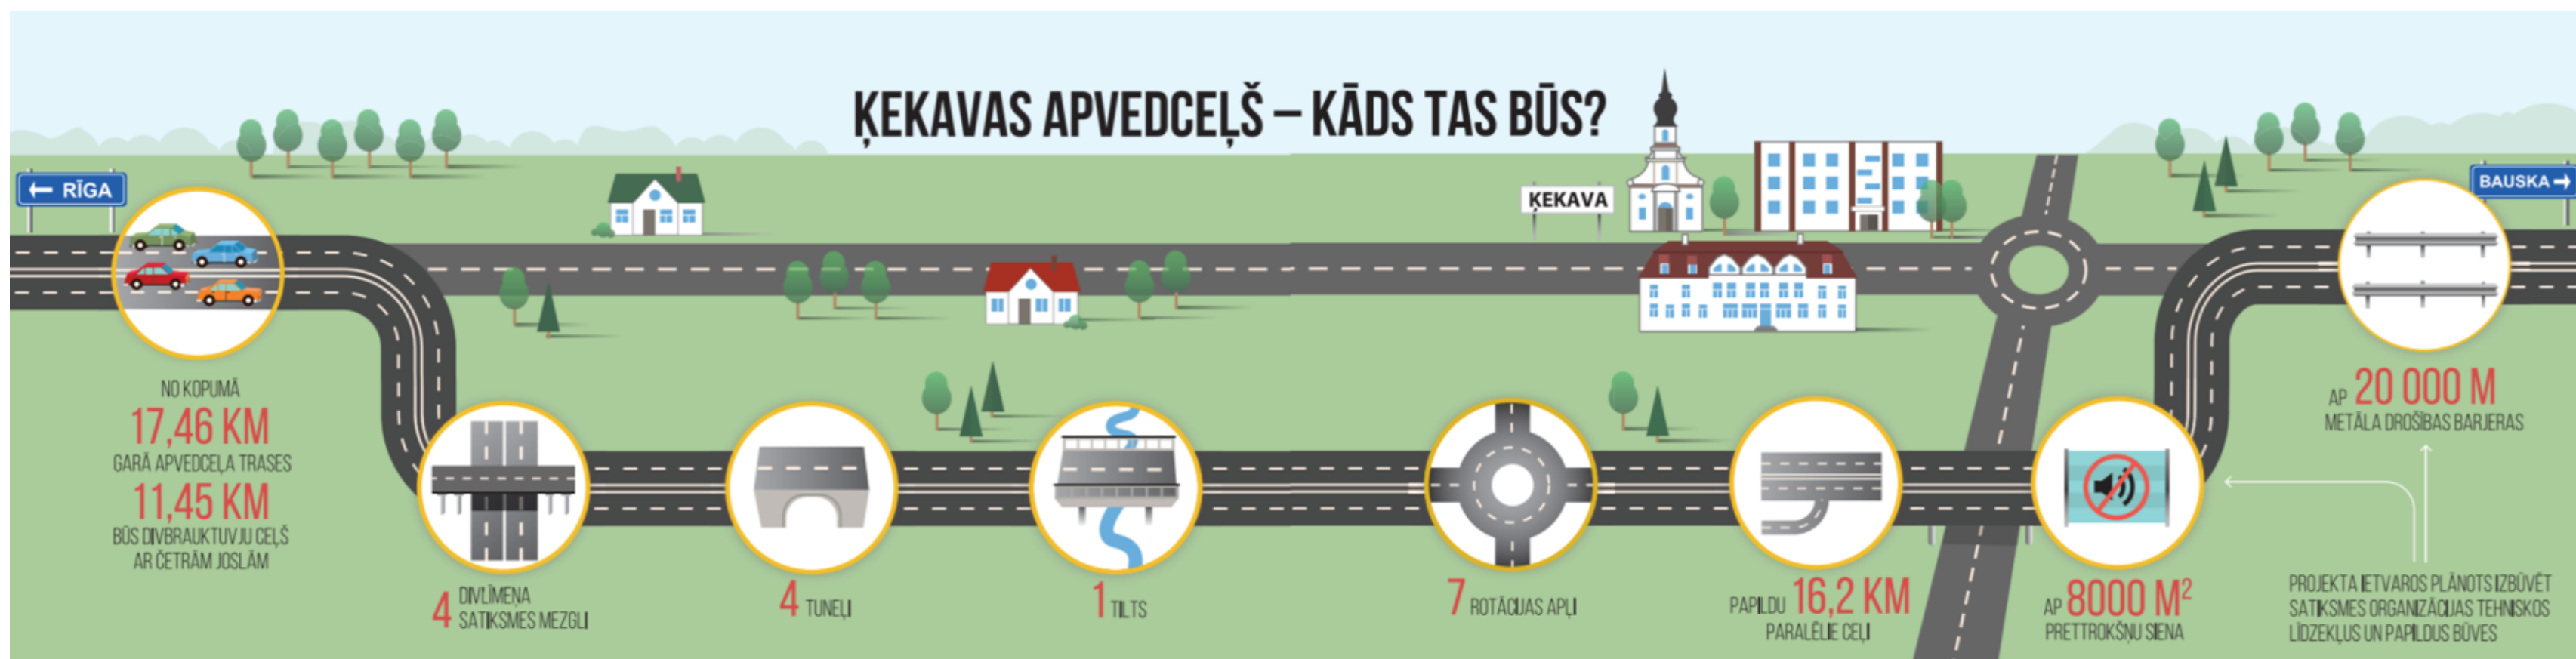 ĶEKAVAS APVEDCEĻŠ – KĀDS TAS BŪS?
← RĪGA
ĶEKAVA
BAUSKA →
NO KOPUMĀ
17,46 KM
GARĀ APVEDCEĻA TRASES
11,45 KM
BŪS DIVBRAUKTUVJU CEĻŠ
AR ČETRĀM JOSLĀM
4 DIVLĪMEŅA
SATIKSMES MEZGLI
4 TUNEĻI
1 TILTS
7 ROTĀCIJAS APĻI
PAPILDU 16,2 KM
PARALĒLIE CEĻI
AP 8000 M²
PRETTROKŠŅU SIENA
AP 20 000 M
METĀLA DROŠĪBAS BARJERAS
PROJEKTA IETVAROS PLĀNOTS IZBŪVĒT
SATIKSMES ORGANIZĀCIJAS TEHNISKOS
LĪDZEKĻUS UN PAPILDUS BŪVES